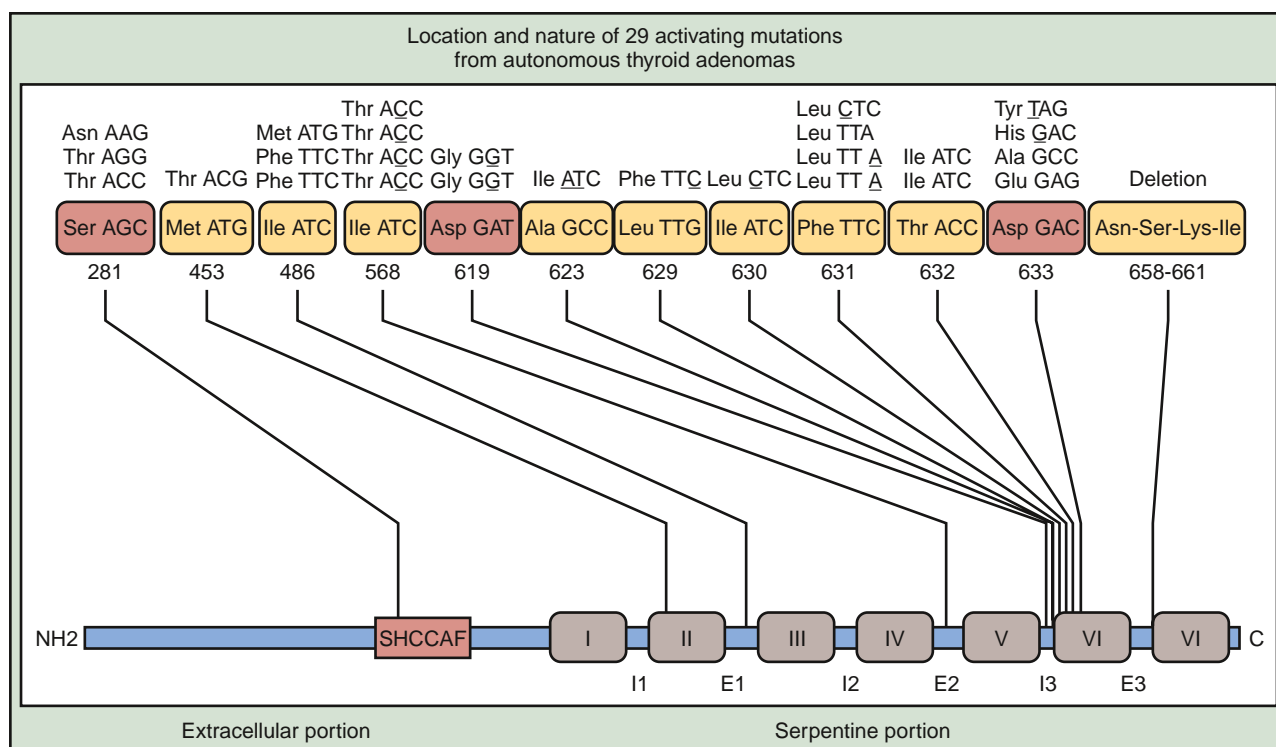 Location and nature of 29 activating mutations
from autonomous thyroid adenomas
Thr ACC Leu CTC Tyr TAG
Asn AAG Met ATG Thr ACC Leu TTA His GAC
Thr AGG Phe TTC Thr ACC Gly GGT Leu TT A Ile ATC Ala GCC
Thr ACC Thr ACG Phe TTC Thr ACC Gly GGT Ile ATC Phe TTC Leu CTC Leu TT A Ile ATC Glu GAG Deletion
Ser AGC Met ATG Ile ATC Ile ATC Asp GAT Ala GCC Leu TTG Ile ATC Phe TTC Thr ACC Asp GAC Asn-Ser-Lys-Ile
281 453 486 568 619 623 629 630 631 632 633 658-661
NH2 SHCCAF I II III IV V VI VI C
I1 E1 I2 E2 I3 E3
Extracellular portion Serpentine portion